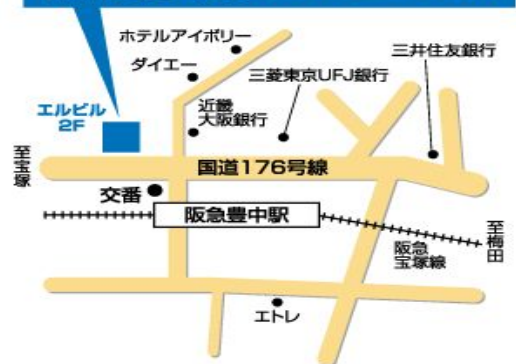 ホテルアイボリー
ダイエー
三井住友銀行
三菱東京UFJ銀行
エルビル
2F
近畿
大阪銀行
至宝塚
国道176号線
交番
阪急豊中駅
至梅田
阪急
宝塚線
エトレ